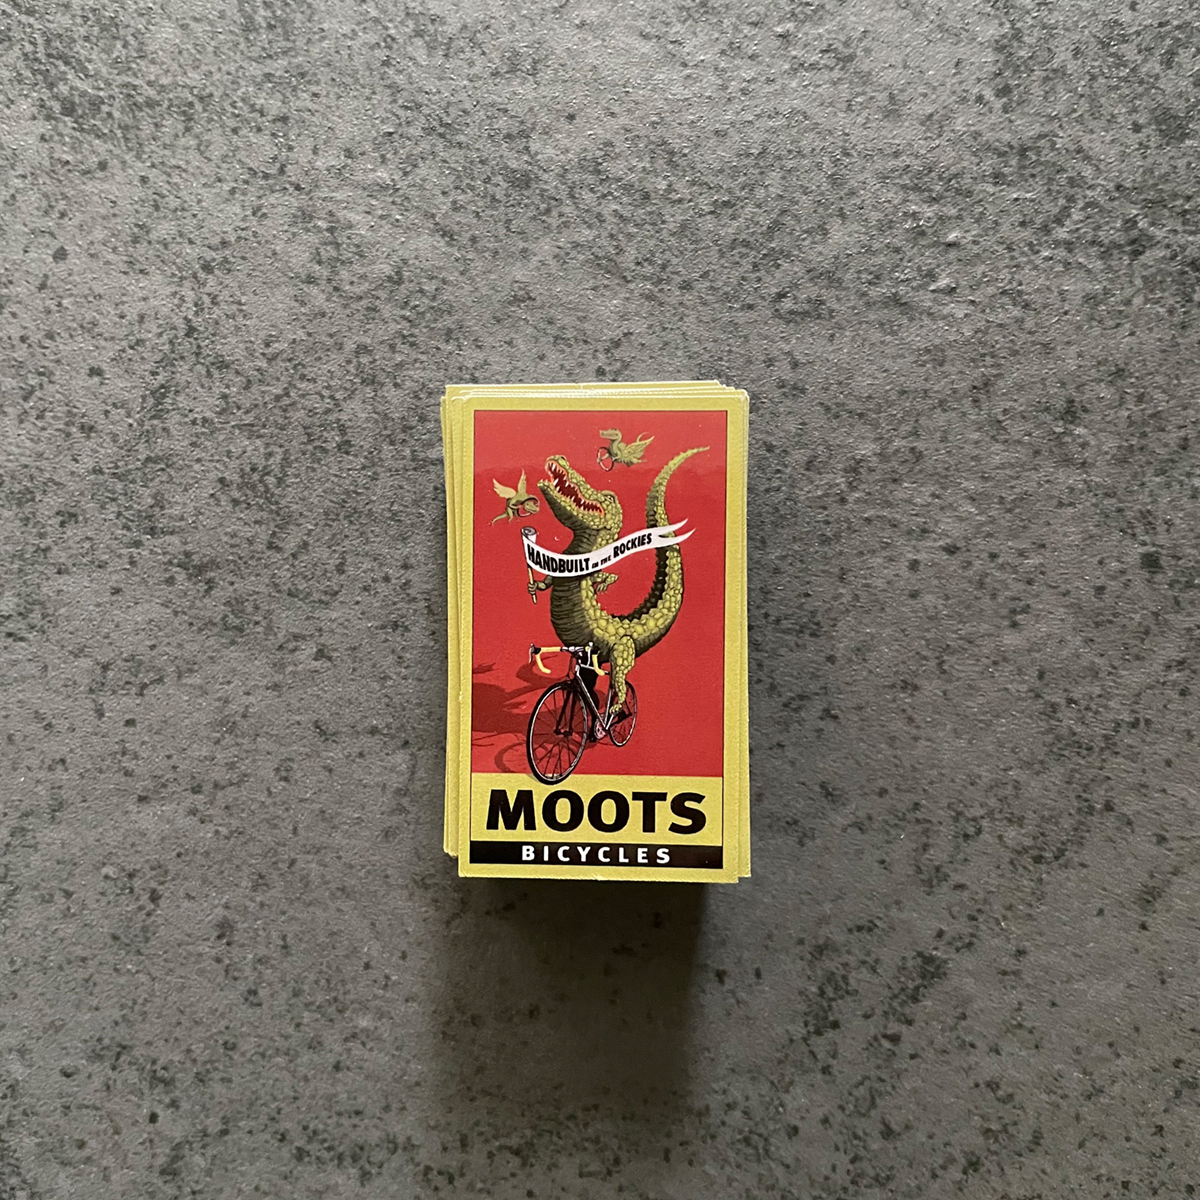 HANDBUILT IN THE ROCKIES
MOOTS
BICYCLES